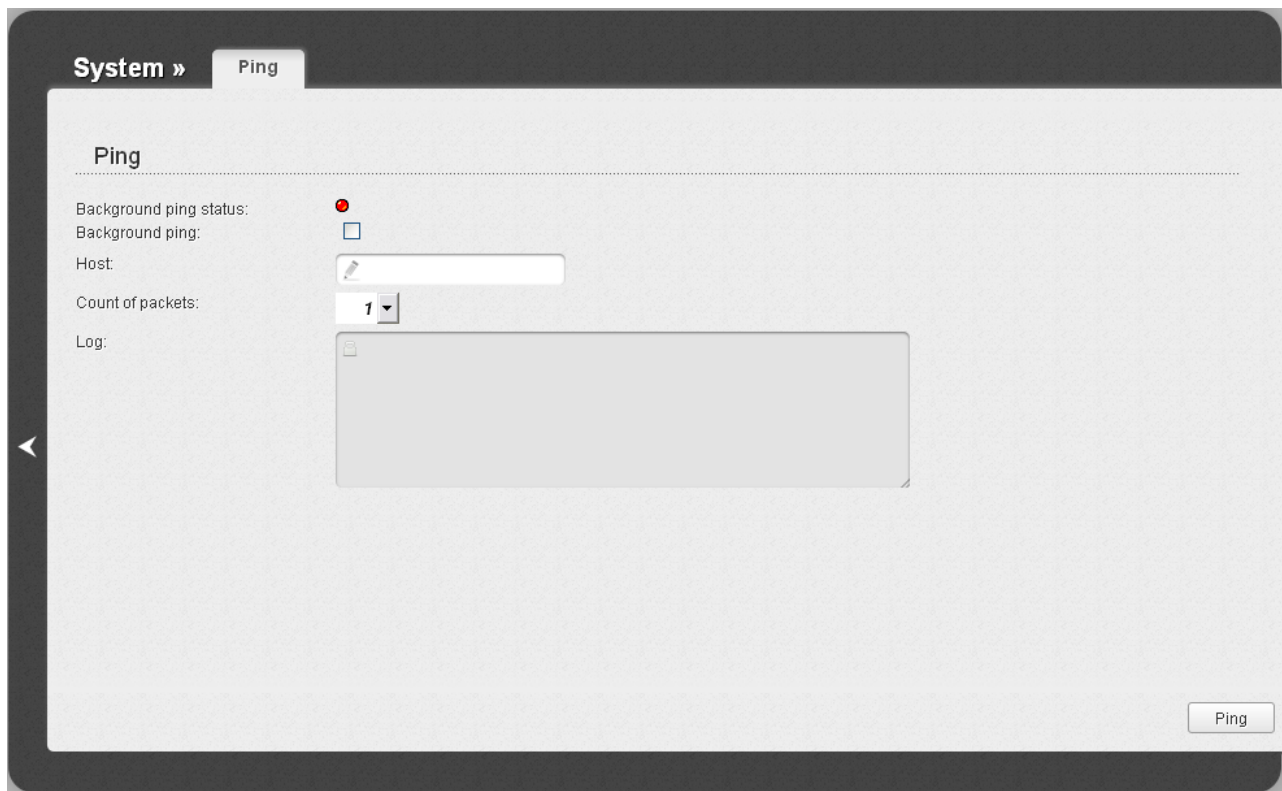 System »
Ping
Ping
Background ping status:
Background ping:
Host:
Count of packets:
1
Log:
Ping